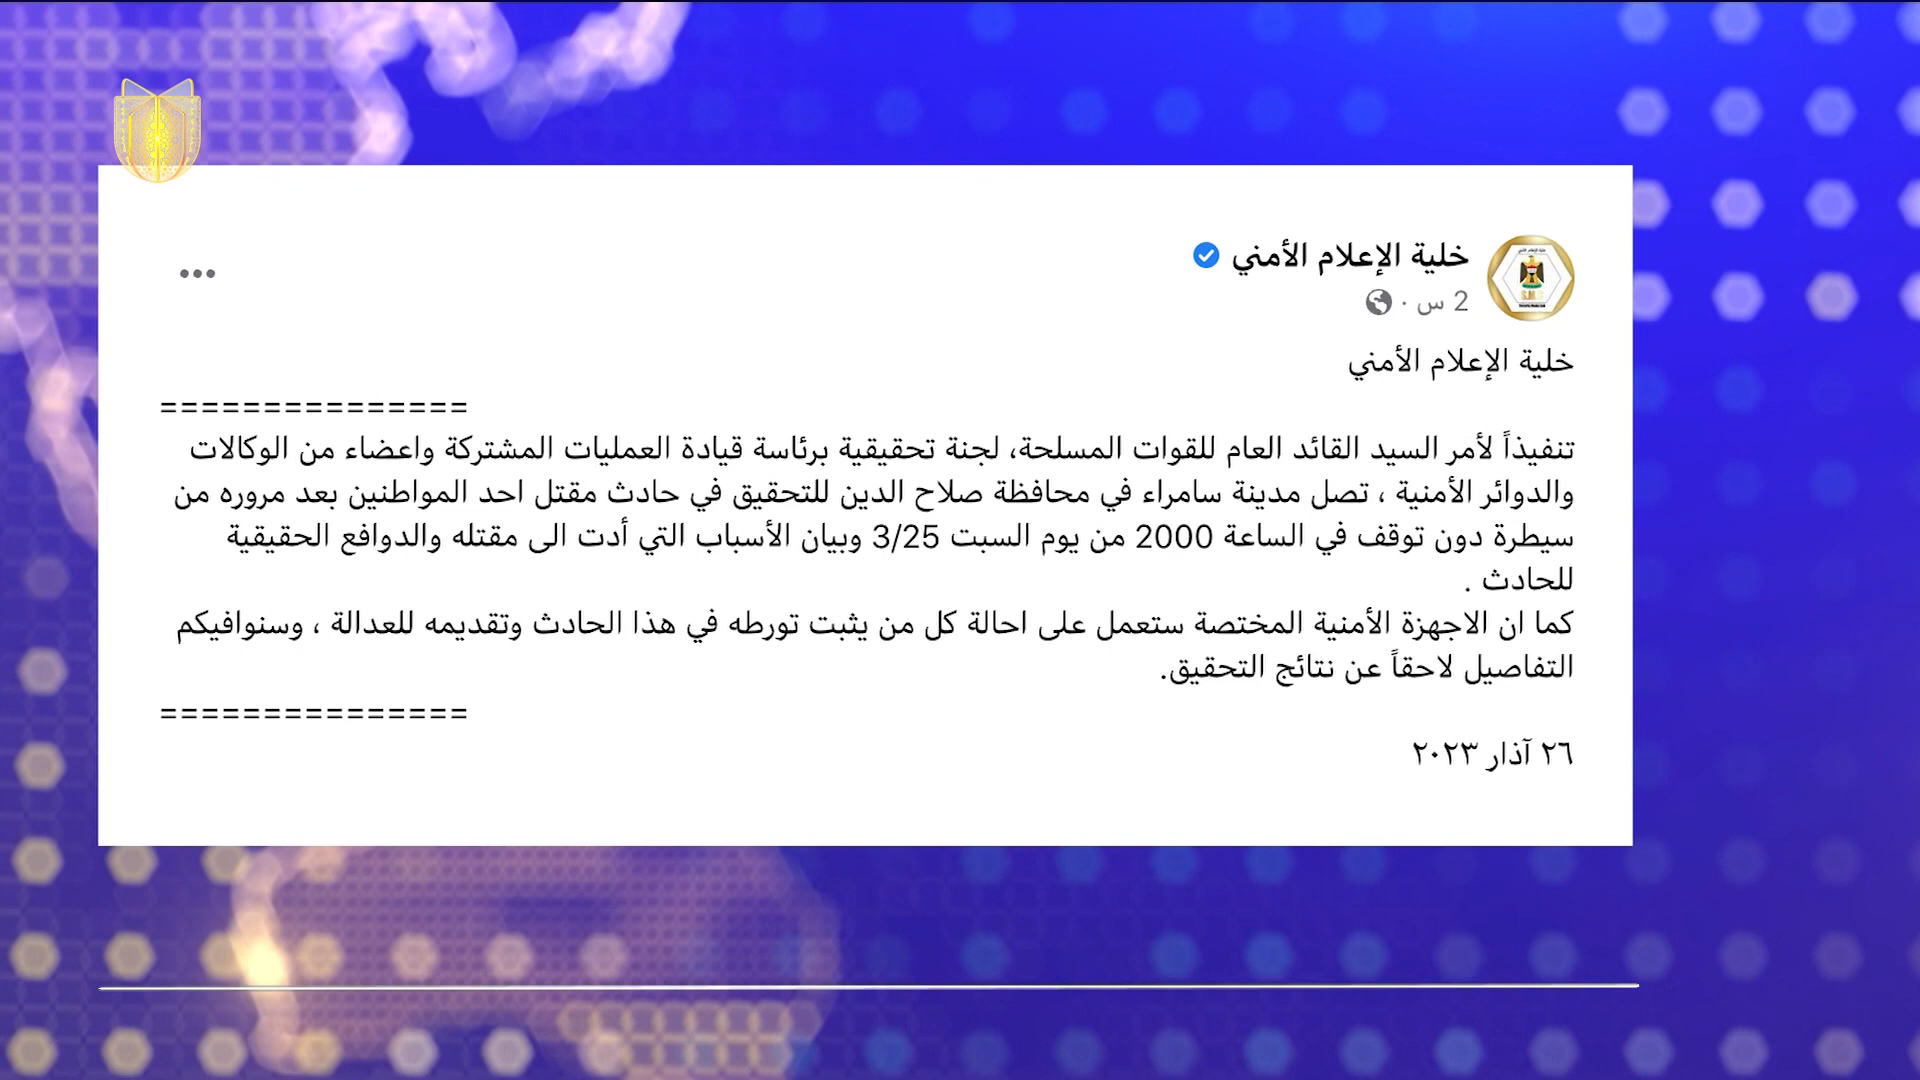 خلية الإعلام الأمني
2 س ·
خلية الإعلام الأمني
===============
تنفيذاً لأمر السيد القائد العام للقوات المسلحة، لجنة تحقيقية برئاسة قيادة العمليات المشتركة واعضاء من الوكالات
والدوائر الأمنية ، تصل مدينة سامراء في محافظة صلاح الدين للتحقيق في حادث مقتل احد المواطنين بعد مروره من
سيطرة دون توقف في الساعة 2000 من يوم السبت 3/25 وبيان الأسباب التي أدت الى مقتله والدوافع الحقيقية
للحادث .
كما ان الاجهزة الأمنية المختصة ستعمل على احالة كل من يثبت تورطه في هذا الحادث وتقديمه للعدالة ، وسنوافيكم
التفاصيل لاحقاً عن نتائج التحقيق.
===============
٢٦ آذار ٢٠٢٣